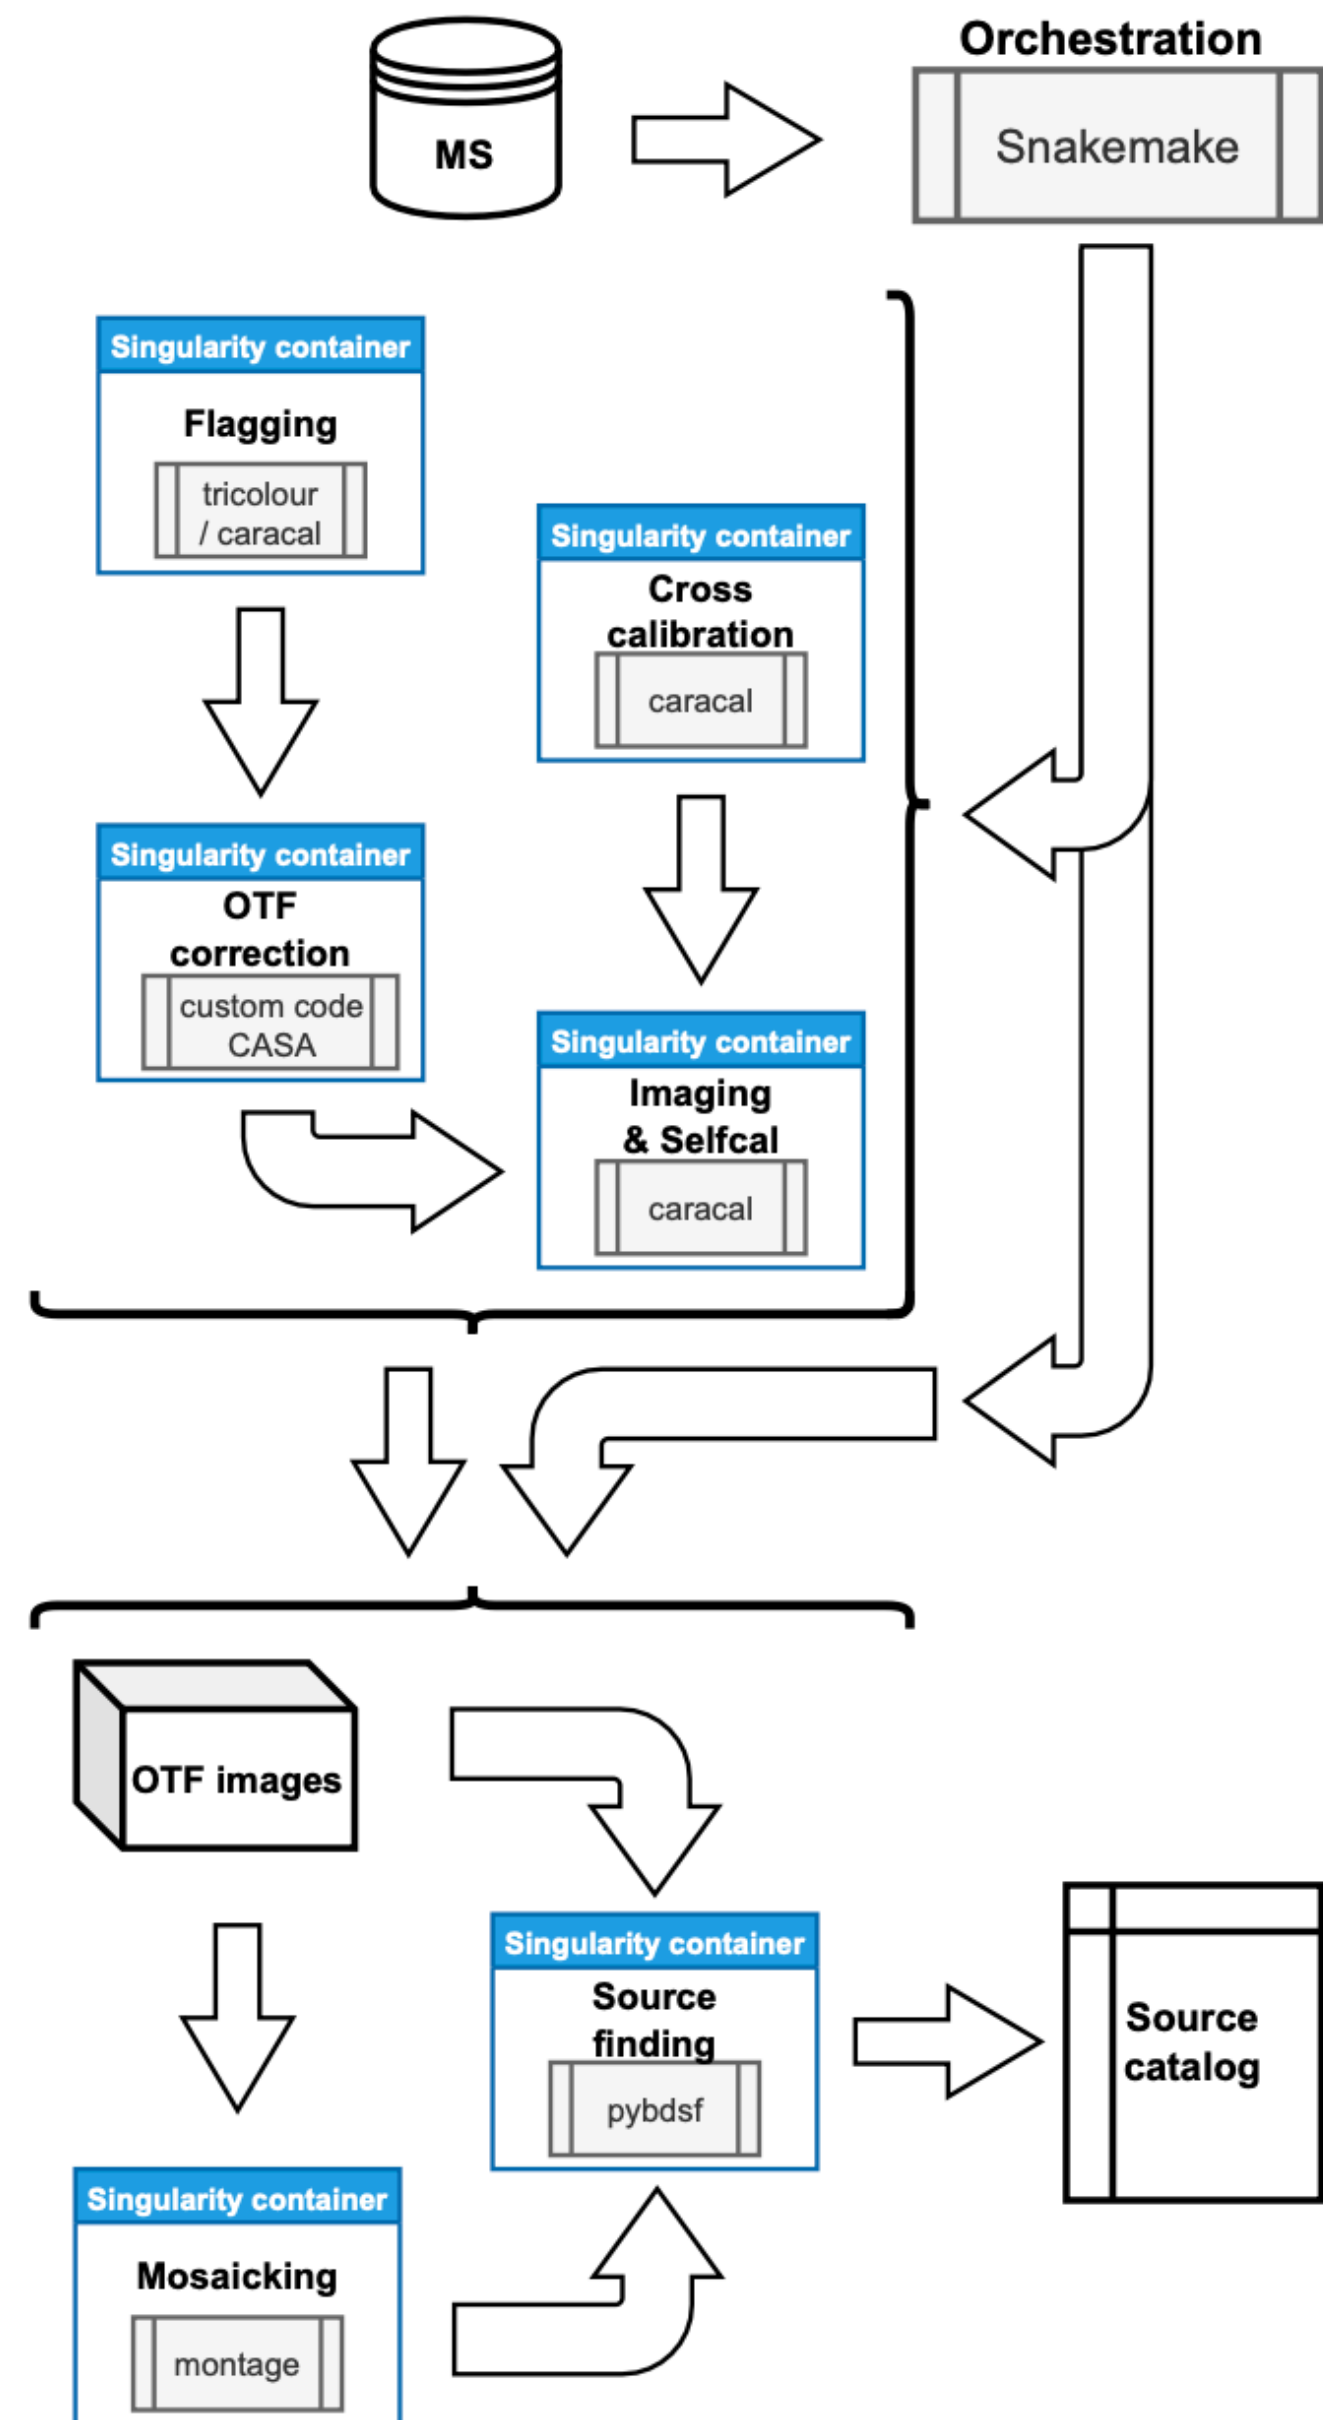 MS
Orchestration
Snakemake
Singularity container
Flagging
tricolour
/ caracal
Singularity container
Cross
calibration
caracal
Singularity container
OTF
correction
custom code
CASA
Singularity container
Imaging
& Selfcal
caracal
OTF images
Singularity container
Source
finding
pybdsf
Source
catalog
Singularity container
Mosaicking
montage